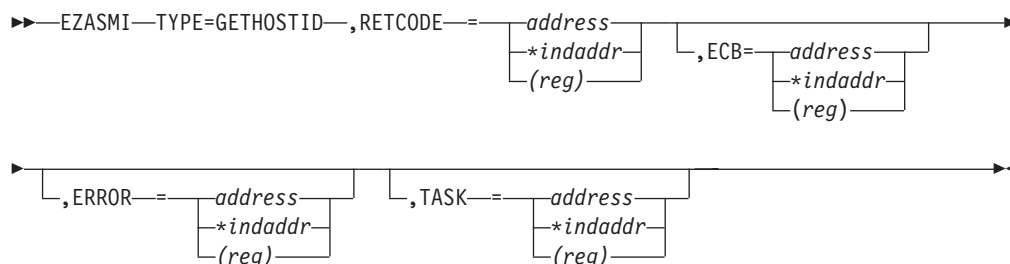 EZASMI TYPE=GETHOSTID ,RETCODE = address ,ECB= address
*indaddr *indaddr
(reg) (reg)
,ERROR = address ,TASK = address
*indaddr *indaddr
(reg) (reg)